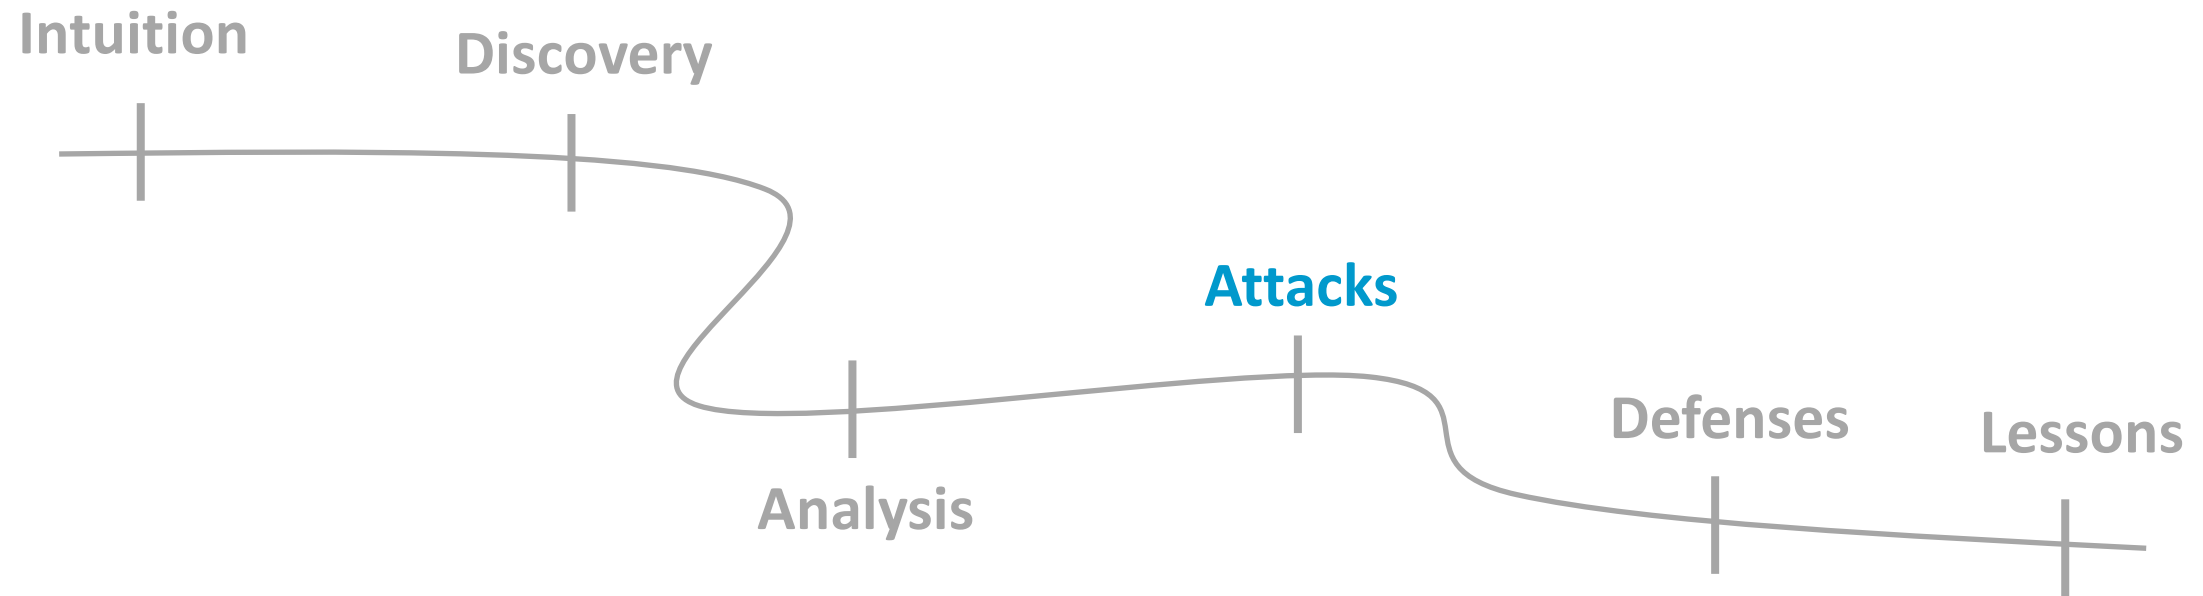 Intuition
Discovery
Analysis
Attacks
Defenses
Lessons